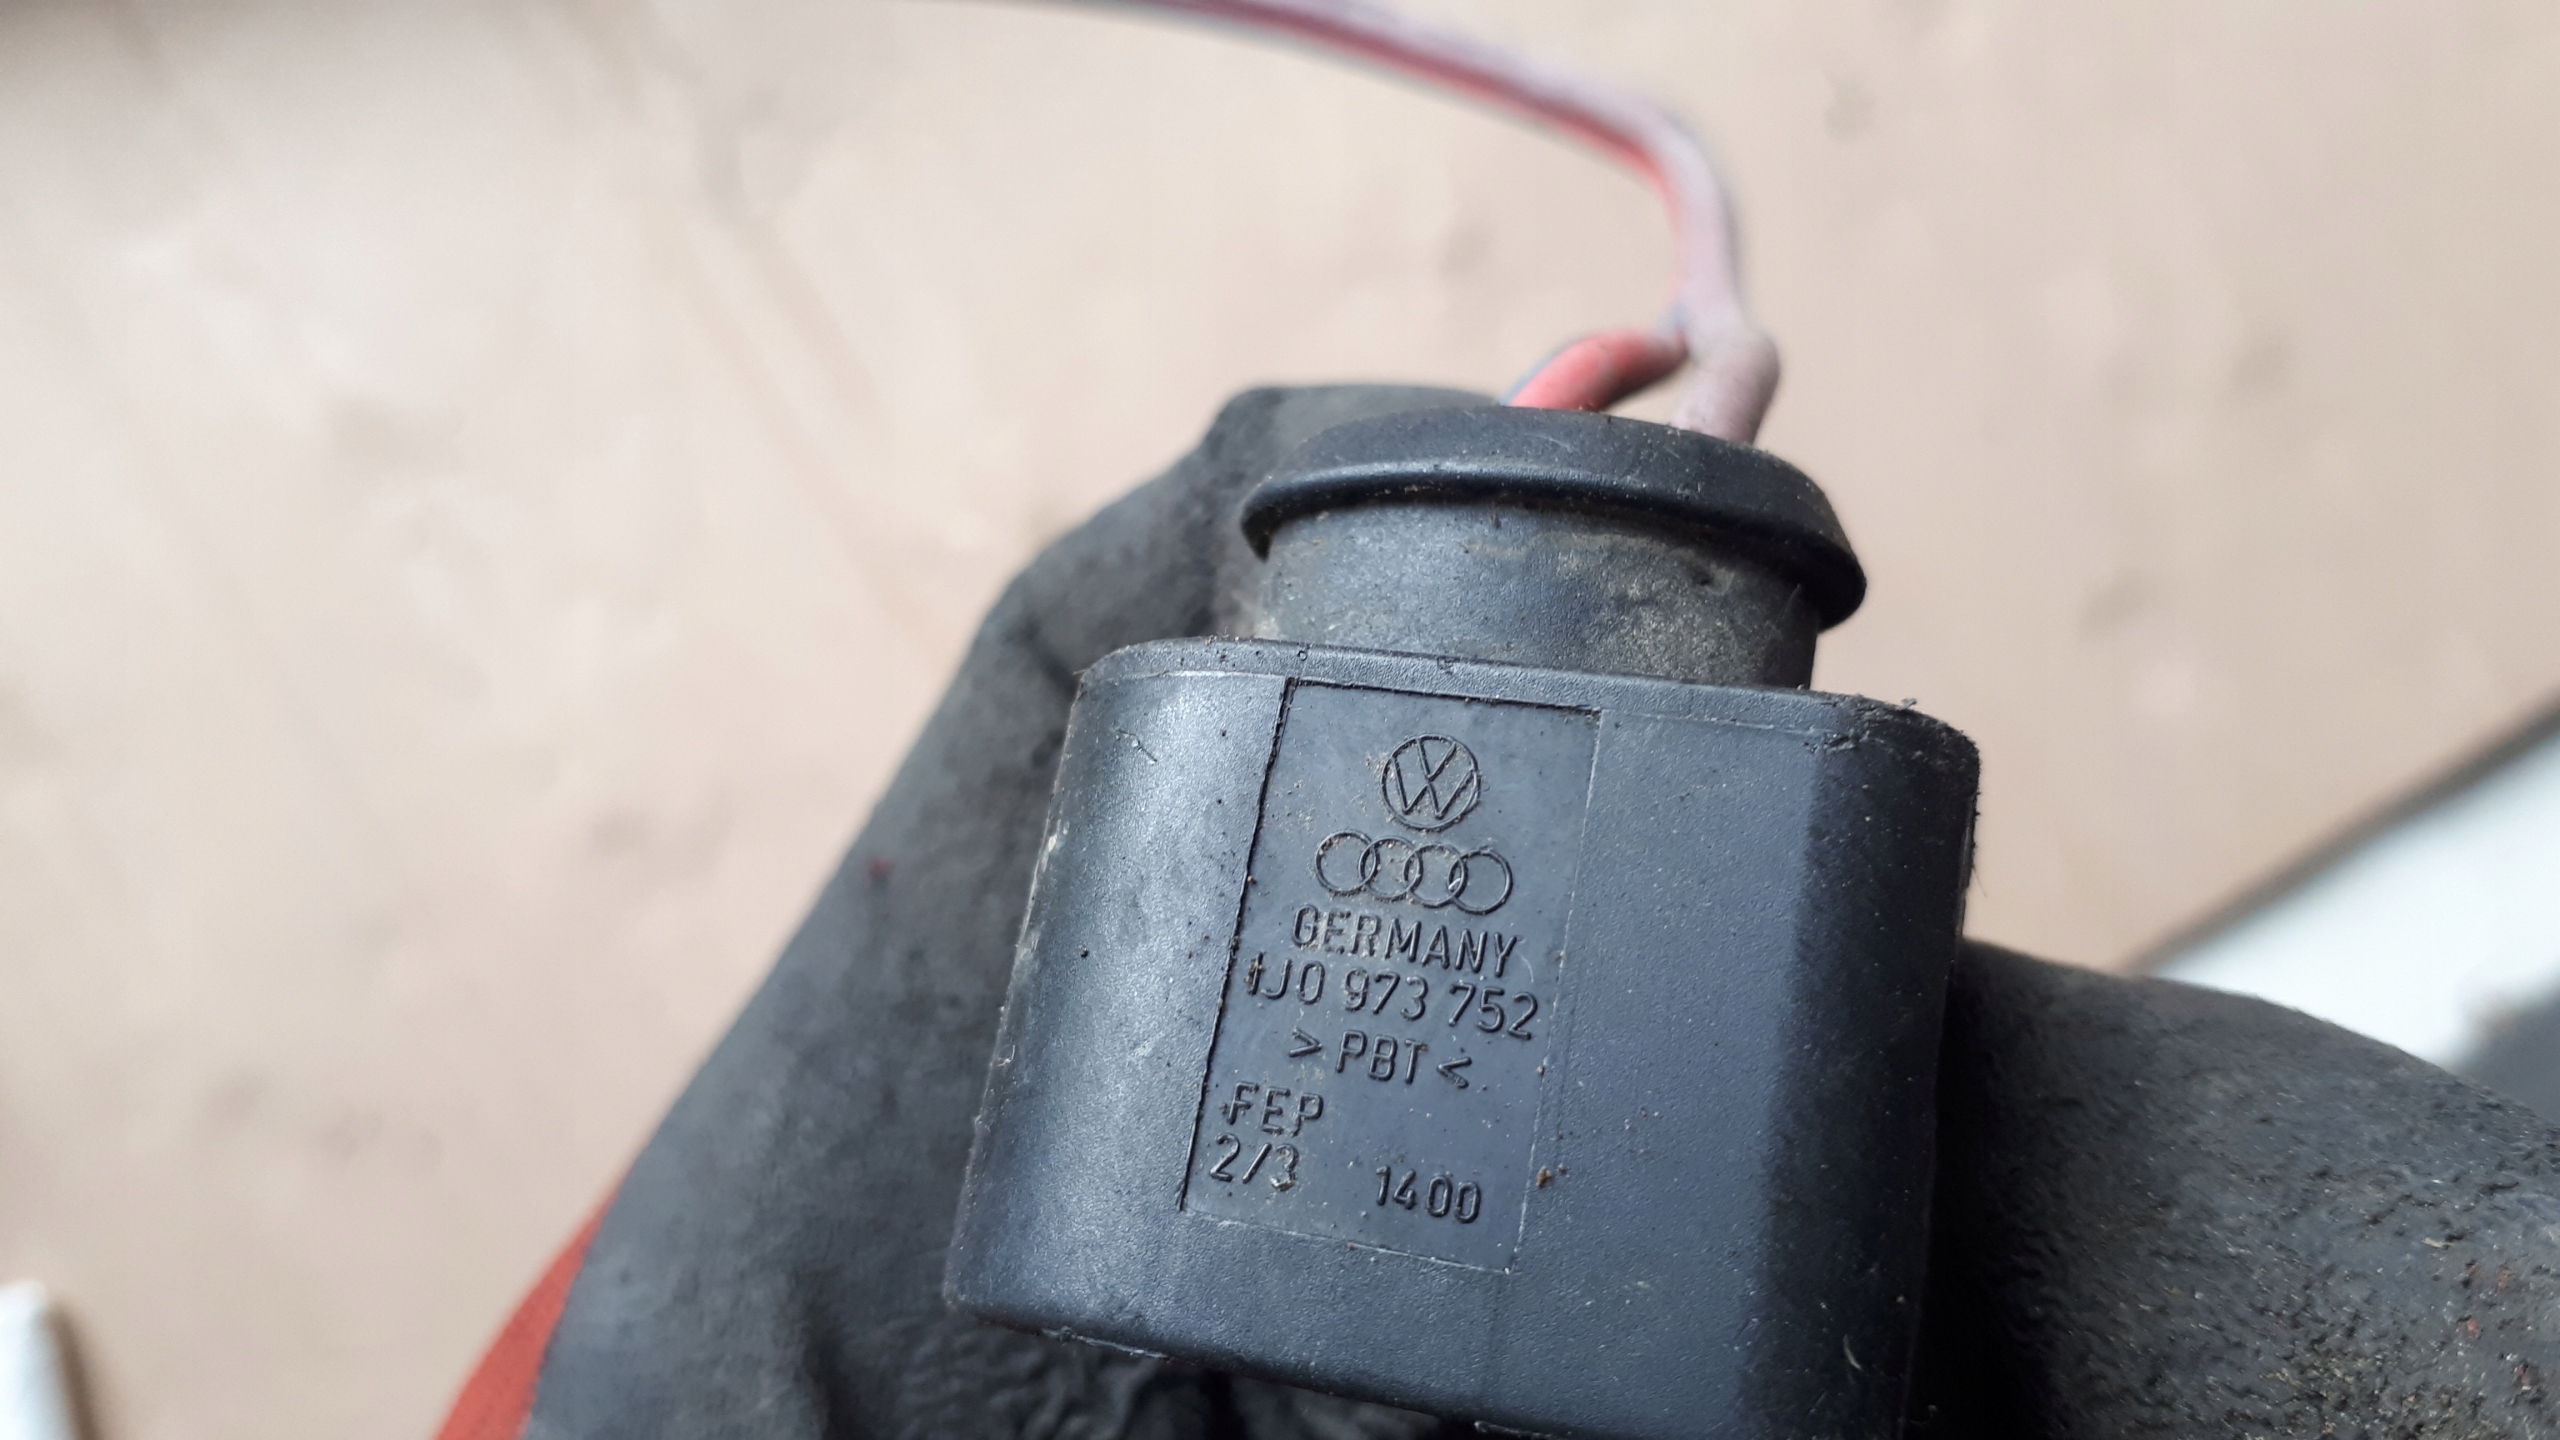 GERMANY
1J0 973 752
> PBT <
FEP
2/3 1400